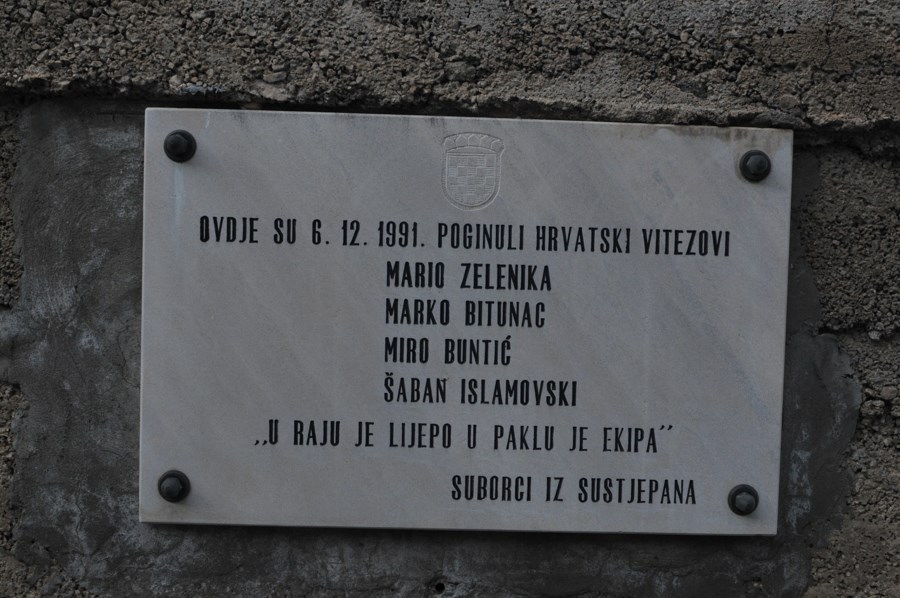 OVDJE SU 6. 12. 1991. POGINULI HRVATSKI VITEZOVI
MARIO ZELENIKA
MARKO BITUNAC
MIRO BUNTIĆ
ŠABAN ISLAMOVSKI
,,U RAJU JE LIJEPO U PAKLU JE EKIPA''
SUBORCI IZ SUSTJEPANA